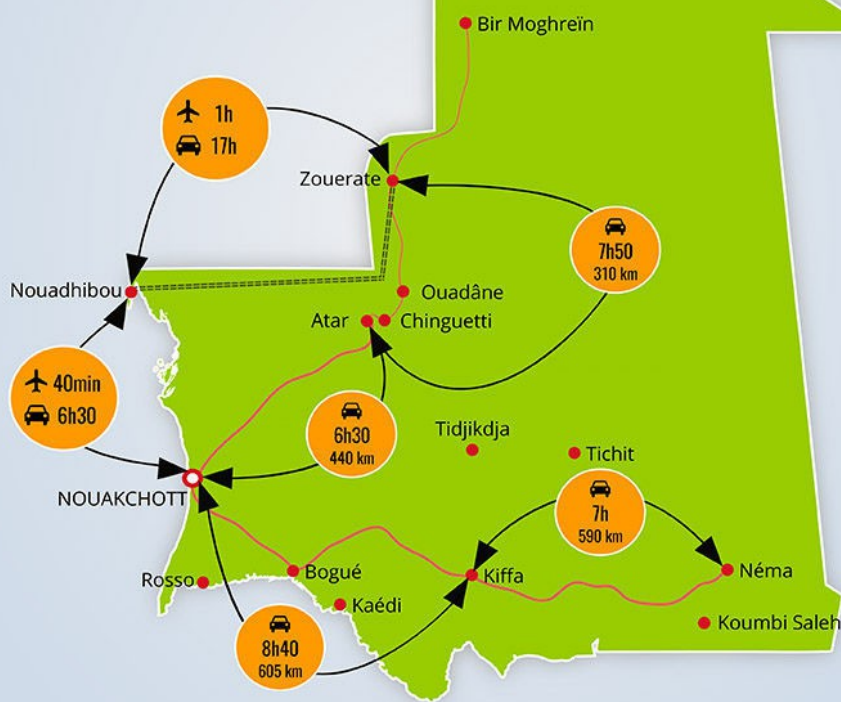 Bir Moghreïn
1h
17h
Zouerate
7h50
310 km
Nouadhibou
Ouadâne
Atar
Chinguetti
40min
6h30
6h30
440 km
Tidjikdja
Tichit
NOUAKCHOTT
7h
590 km
Rosso
Bogué
Kiffa
Néma
Kaédi
Koumbi Saleh
8h40
605 km